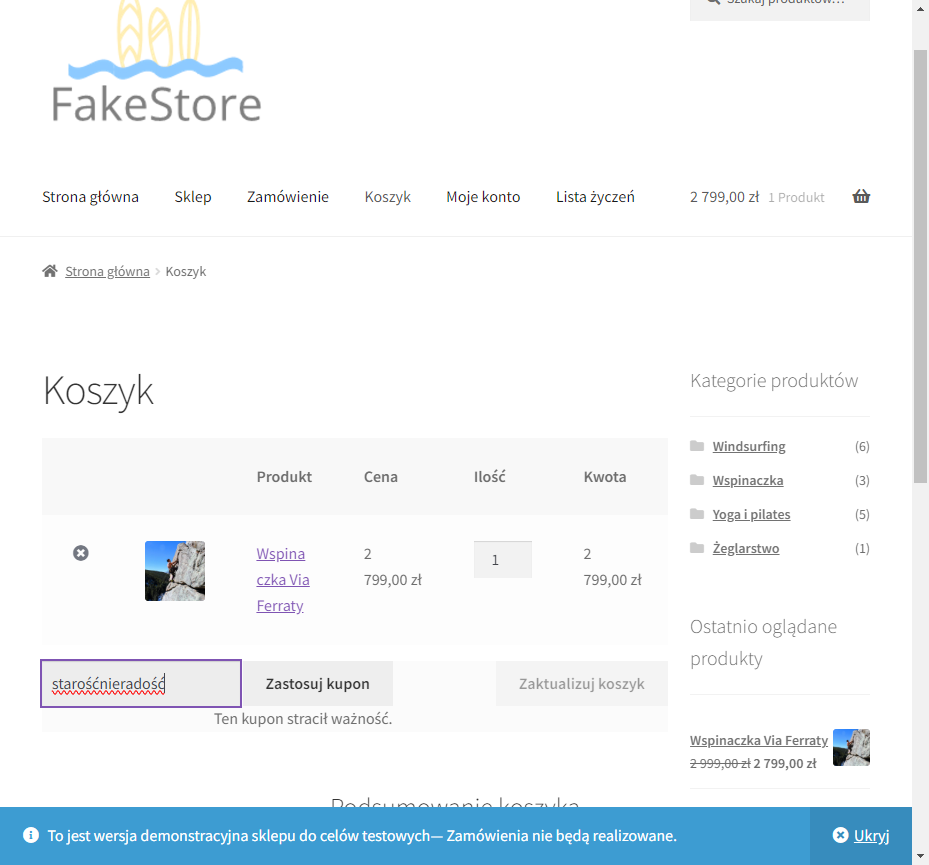 Szukaj produktów…
FakeStore
Strona główna Sklep Zamówienie Koszyk Moje konto Lista życzeń 2 799,00 zł 1 Produkt
Strona główna > Koszyk
Koszyk
Produkt Cena Ilość Kwota
Wspina
czka Via
Ferraty
2
799,00 zł
1
2
799,00 zł
starośćnieradość Zastosuj kupon Zaktualizuj koszyk
Ten kupon stracił ważność.
Podsumowanie koszyka
Kategorie produktów
Windsurfing (6)
Wspinaczka (3)
Yoga i pilates (5)
Żeglarstwo (1)
Ostatnio oglądane
produkty
Wspinaczka Via Ferraty
2 999,00 zł 2 799,00 zł
To jest wersja demonstracyjna sklepu do celów testowych— Zamówienia nie będą realizowane. Ukryj